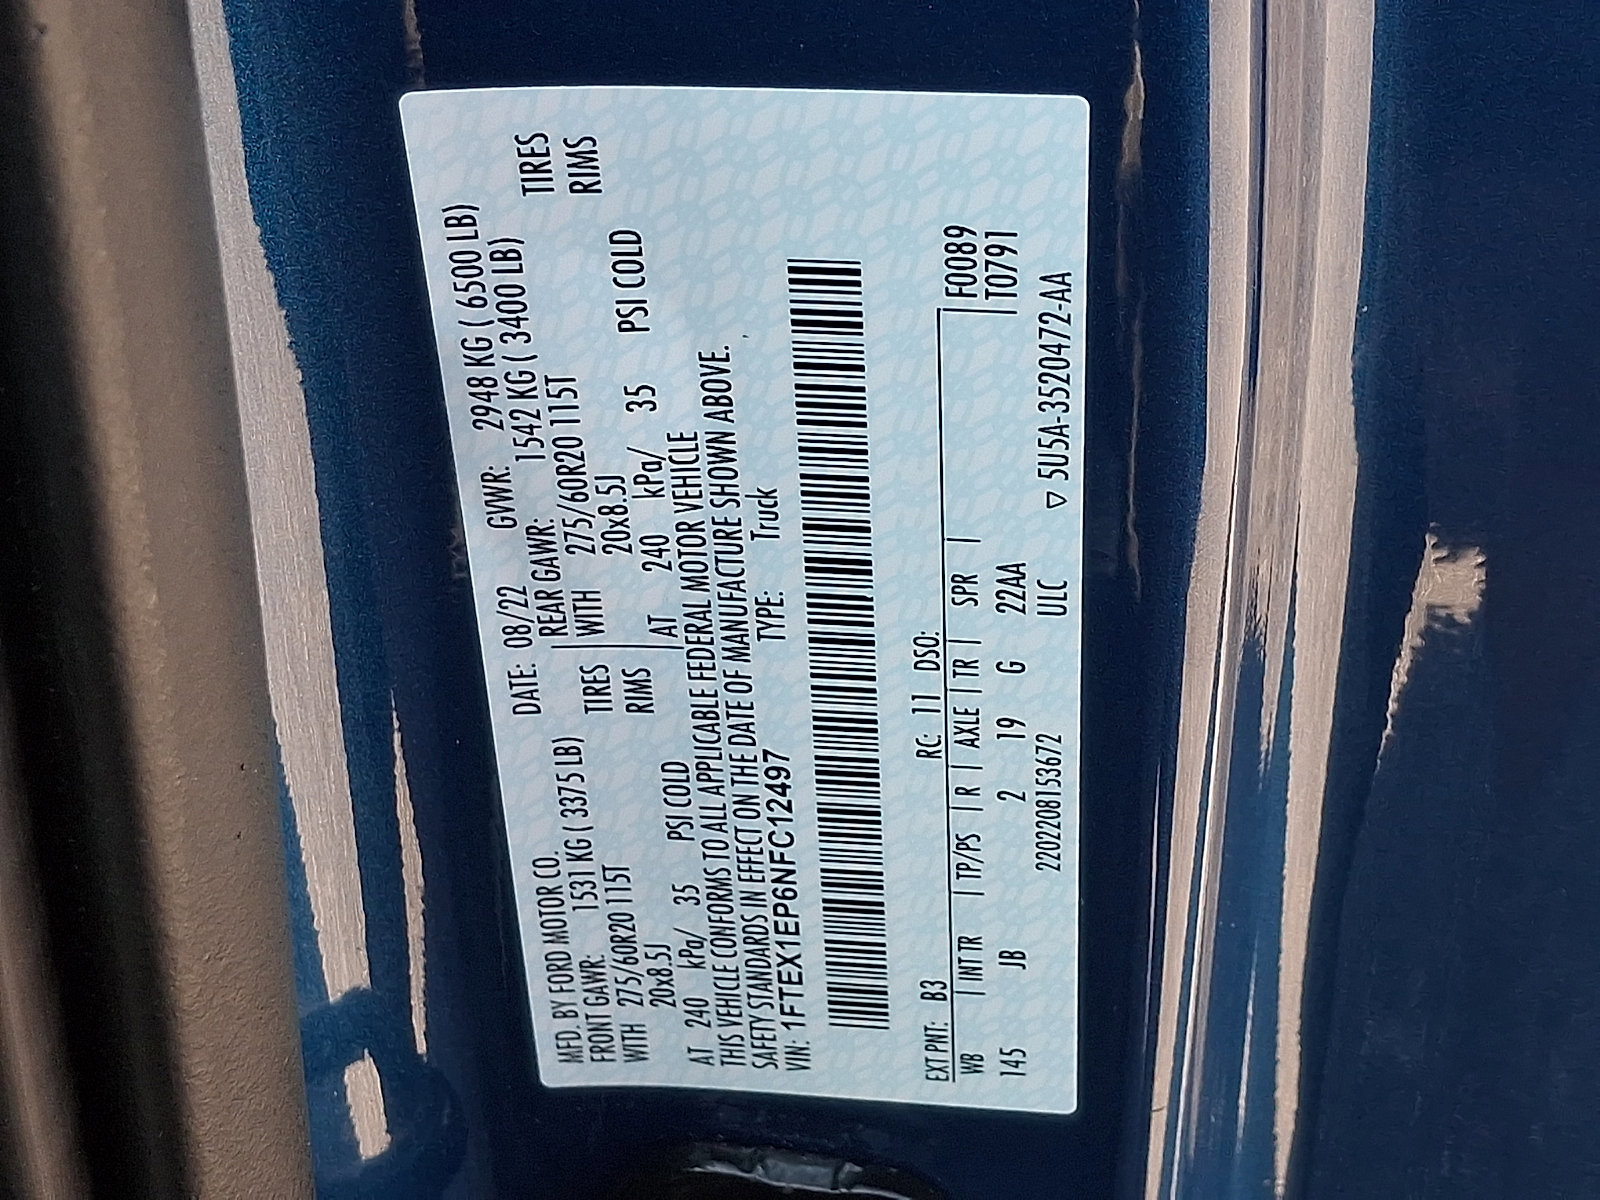 MFD. BY FORD MOTOR CO. DATE: 08/22 GVWR: 2948 KG ( 6500 LB)
FRONT GAWR: 1531 KG ( 3375 LB) REAR GAWR: 1542 KG ( 3400 LB)
WITH 275/60R20 115T TIRES WITH 275/60R20 115T TIRES
20x8.5J RIMS 20x8.5J RIMS
AT 240 kPa/ 35 PSI COLD AT 240 kPa/ 35 PSI COLD
THIS VEHICLE CONFORMS TO ALL APPLICABLE FEDERAL MOTOR VEHICLE
SAFETY STANDARDS IN EFFECT ON THE DATE OF MANUFACTURE SHOWN ABOVE.
VIN: 1FTEX1EP6NFC12497 TYPE: Truck
EXT PNT: B3 RC: 11 DSO: F0089
WB | INT TR | TP/PS | R | AXLE | TR | SPR | T0791
145 JB 2 19 G 22AA
2202208153672 ULC ▽ 5U5A-3520472-AA